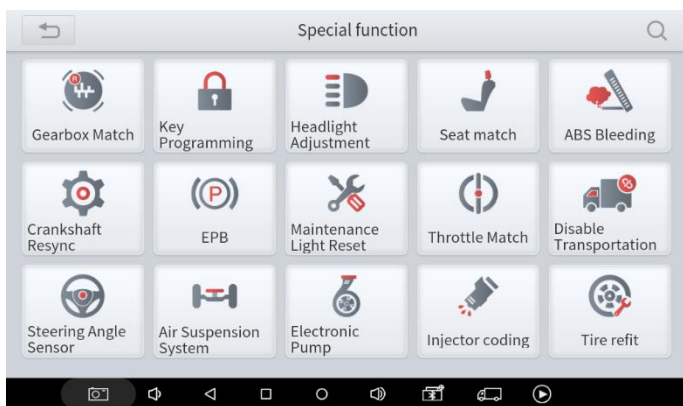 Special function
Gearbox Match
Key
Programming
Headlight
Adjustment
Seat match
ABS Bleeding
Crankshaft
Resync
EPB
Maintenance
Light Reset
Throttle Match
Disable
Transportation
Steering Angle
Sensor
Air Suspension
System
Electronic
Pump
Injector coding
Tire refit